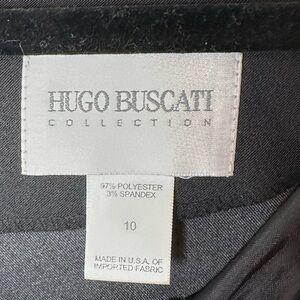 HUGO BUSCATI
COLLECTION
97% POLYESTER
3% SPANDEX
10
MADE IN U.S.A. OF
IMPORTED FABRIC